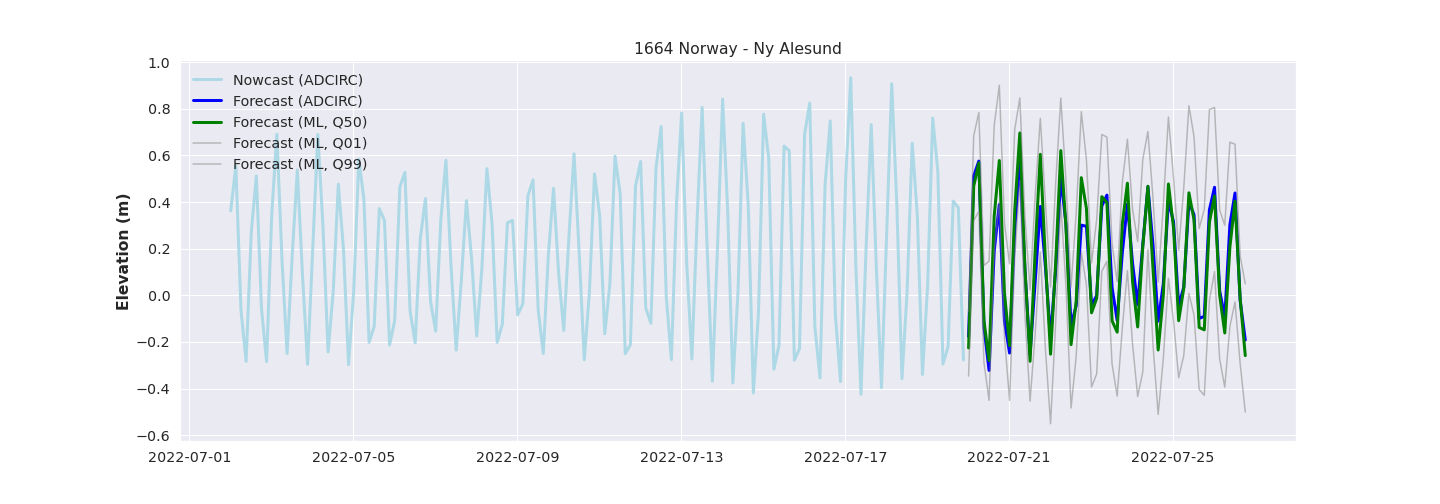 1664 Norway - Ny Alesund
Nowcast (ADCIRC)
Forecast (ADCIRC)
Forecast (ML, Q50)
Forecast (ML, Q01)
Forecast (ML, Q99)
Elevation (m)
1.0
0.8
0.6
0.4
0.2
0.0
−0.2
−0.4
−0.6
2022-07-01 2022-07-05 2022-07-09 2022-07-13 2022-07-17 2022-07-21 2022-07-25